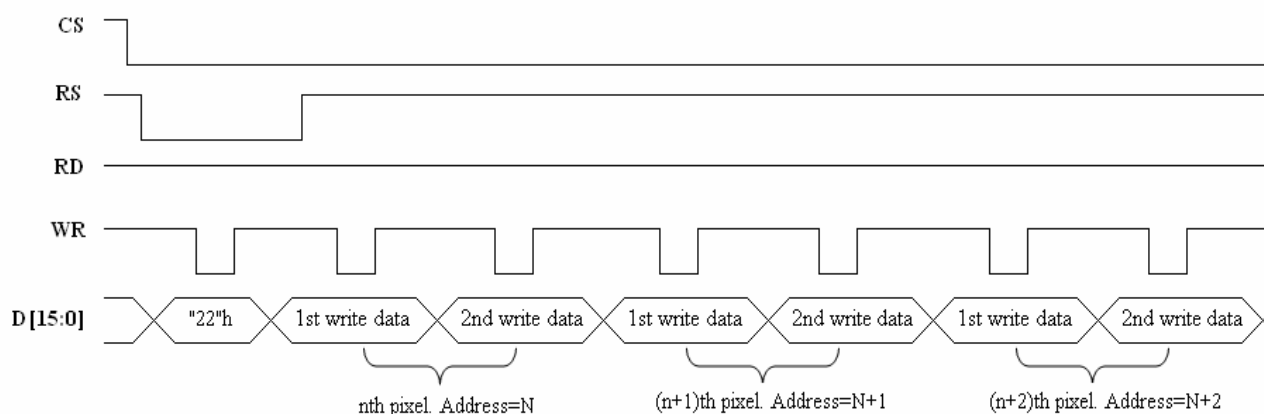 CS
RS
RD
WR
D[15:0]
"22"h
1st write data
2nd write data
1st write data
2nd write data
1st write data
2nd write data
nth pixel. Address=N
(n+1)th pixel. Address=N+1
(n+2)th pixel. Address=N+2